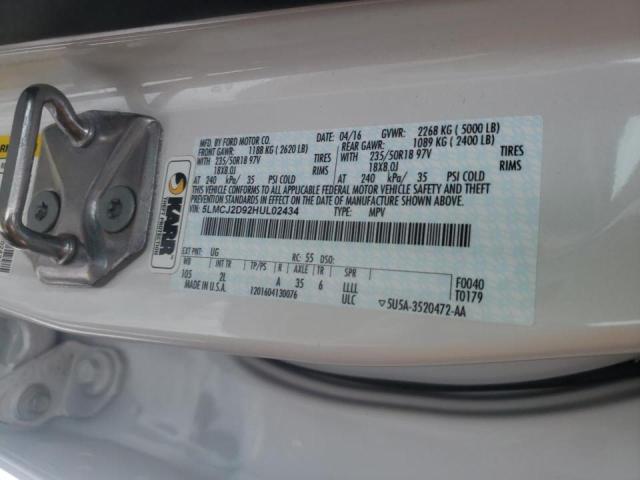 MFD. BY FORD MOTOR CO. DATE: 04/16 GVWR: 2268 KG ( 5000 LB)
FRONT GAWR: 1188 KG ( 2620 LB) REAR GAWR: 1089 KG ( 2400 LB)
WITH 235/50R18 97V TIRES WITH 235/50R18 97V TIRES
18X8.0J RIMS 18X8.0J RIMS
AT 240 kPa/ 35 PSI COLD AT 240 kPa/ 35 PSI COLD
THIS VEHICLE CONFORMS TO ALL APPLICABLE FEDERAL MOTOR VEHICLE SAFETY AND THEFT
PREVENTION STANDARDS IN EFFECT ON THE DATE OF MANUFACTURE SHOWN ABOVE.
VIN: 5LMCJ2D92HUL02434
TYPE: MPV
EXT PNT: UG RC: 55 DSO:
WB INT TR TP/PS R AXLE TR SPR F0040
105 2L A 35 6 LLLL T0179
MADE IN U.S.A. 1201604130076 ULC 5U5A-3520472-AA
KARR
THEFT PROTECTION